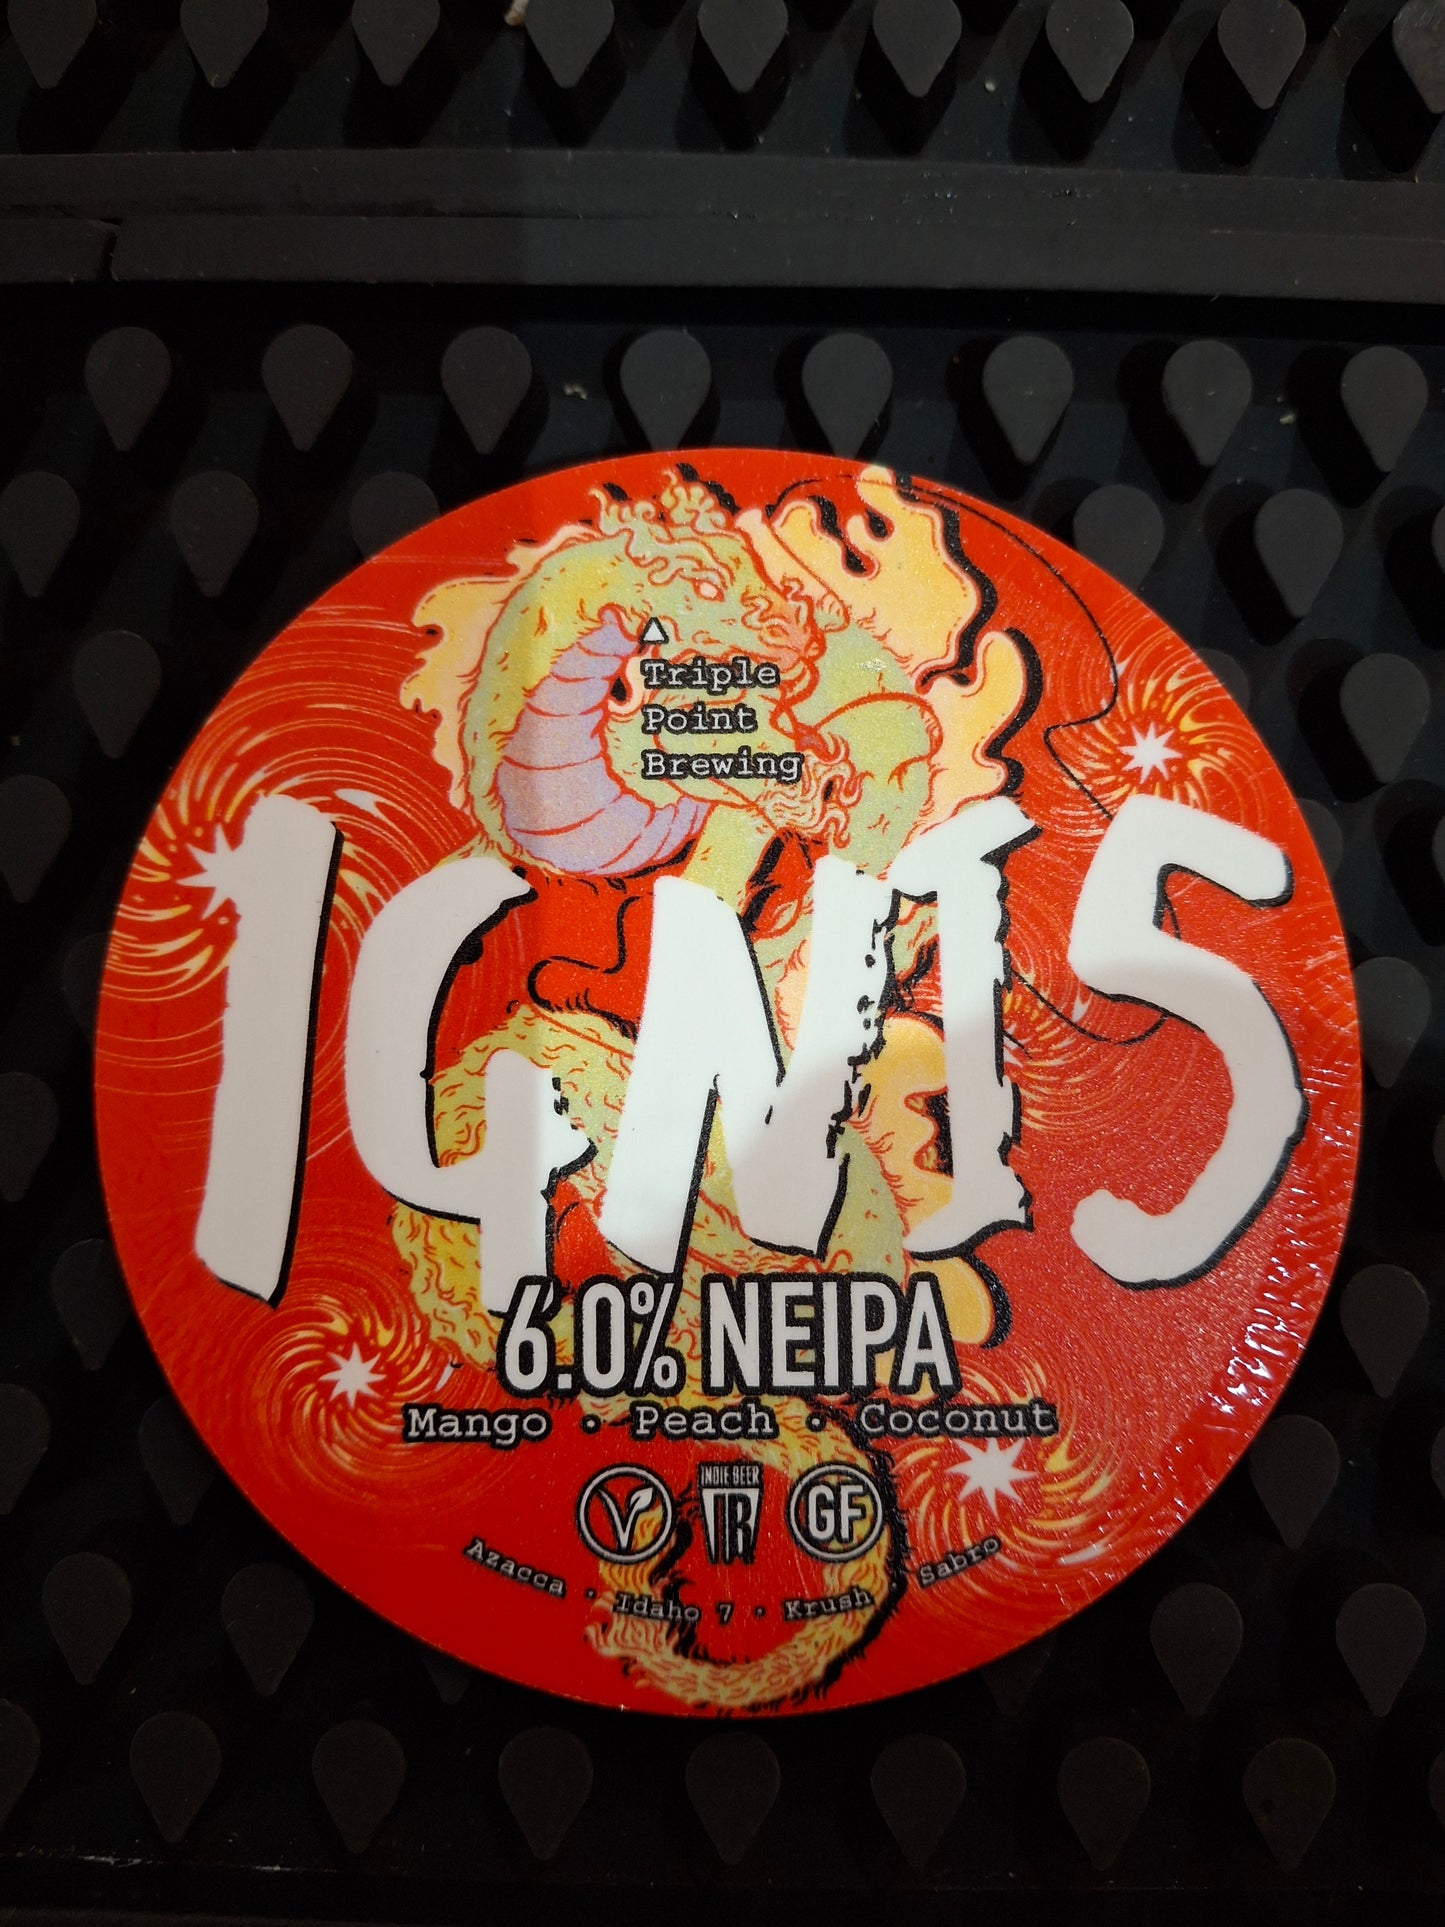 Triple
Point
Brewing
IGNIS
6.0% NEIPA
Mango · Peach · Coconut
V
INDIE BEER
GF
Azacca · Idaho 7 · Krush · Sabro